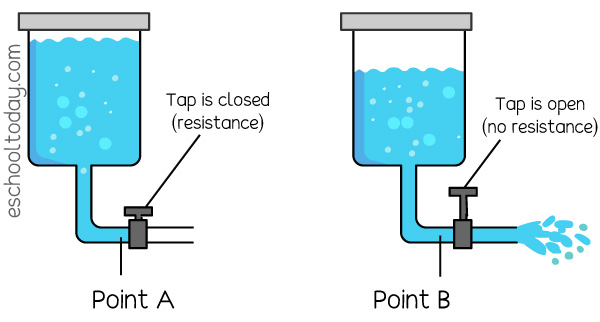 eschooltoday.com
Tap is closed
(resistance)
Tap is open
(no resistance)
Point A
Point B